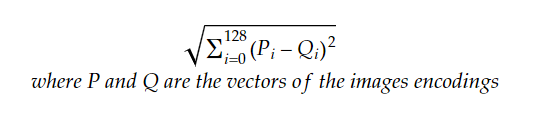 √Σ_{i=0}^{128} (P_i − Q_i)^2
where P and Q are the vectors of the images encodings